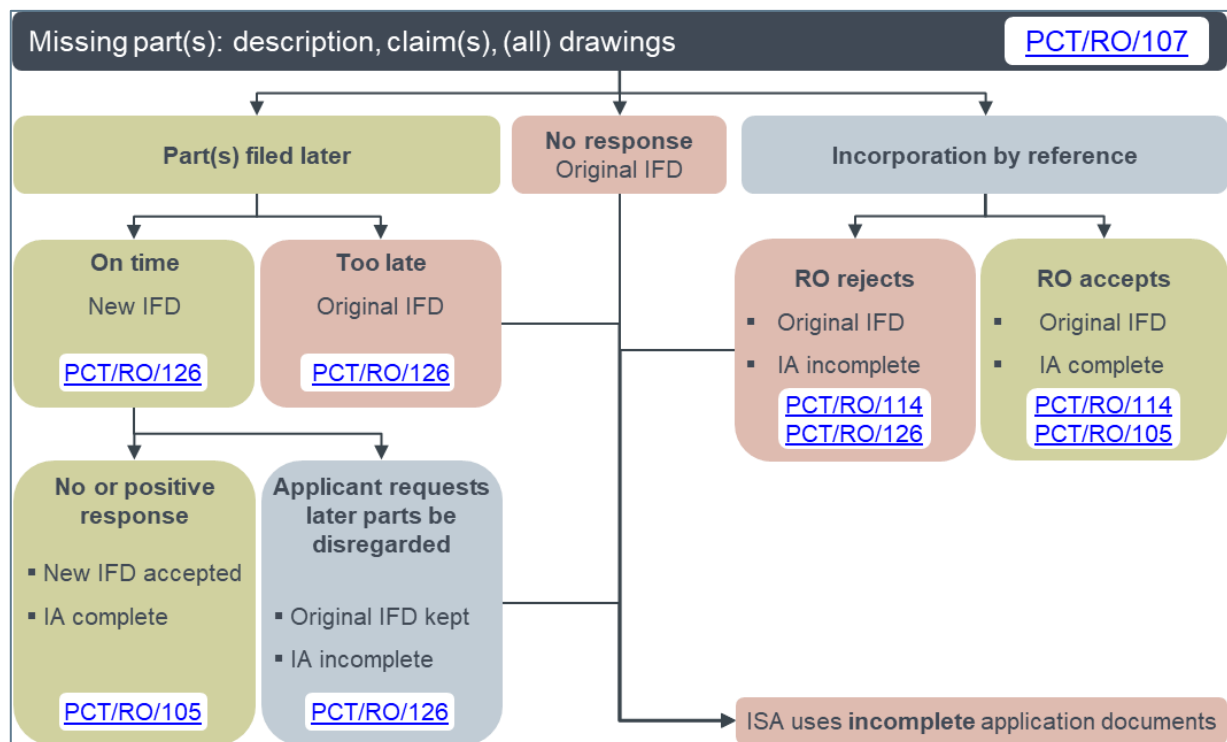 Missing part(s): description, claim(s), (all) drawings
PCT/RO/107
Part(s) filed later
No response
Original IFD
Incorporation by reference
On time
New IFD
PCT/RO/126
Too late
Original IFD
PCT/RO/126
RO rejects
▪ Original IFD
▪ IA incomplete
PCT/RO/114
PCT/RO/126
RO accepts
▪ Original IFD
▪ IA complete
PCT/RO/114
PCT/RO/105
No or positive
response
▪ New IFD accepted
▪ IA complete
PCT/RO/105
Applicant requests
later parts be
disregarded
▪ Original IFD kept
▪ IA incomplete
PCT/RO/126
ISA uses incomplete application documents